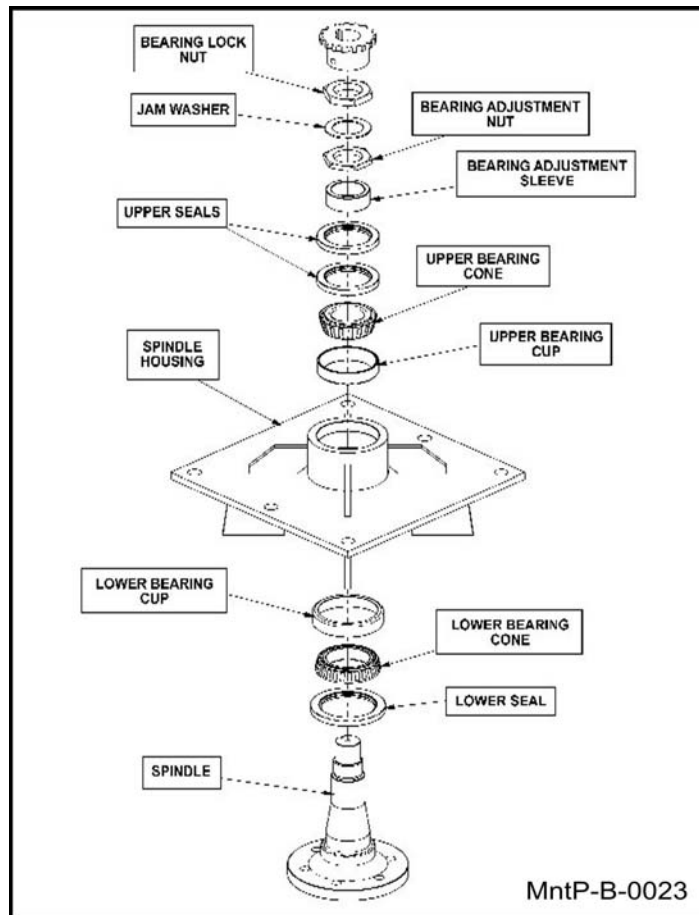 BEARING LOCK
NUT
JAM WASHER
BEARING ADJUSTMENT
NUT
BEARING ADJUSTMENT
SLEEVE
UPPER SEALS
UPPER BEARING
CONE
SPINDLE
HOUSING
UPPER BEARING
CUP
LOWER BEARING
CUP
LOWER BEARING
CONE
LOWER SEAL
SPINDLE
MntP-B-0023